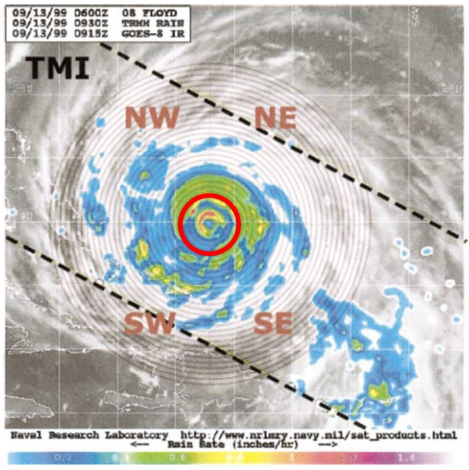 09/13/99 0600Z 08 FLOYD
09/13/99 0930Z TRMM RAIN
09/13/99 0915Z GOES-8 IR
TMI
NW NE
SW SE
Naval Research Laboratory http://www.nrlmry.navy.mil/sat_products.html
<-- Rain Rate (inches/hr) -->